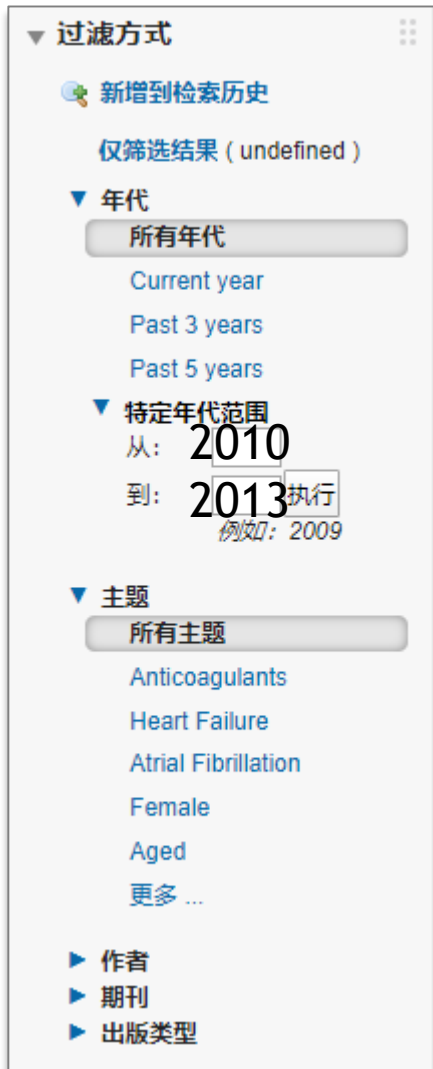 过滤方式
新增到检索历史
仅筛选结果 ( undefined )
年代
所有年代
Current year
Past 3 years
Past 5 years
特定年代范围
从: 2010
到: 2013 执行
例如: 2009
主题
所有主题
Anticoagulants
Heart Failure
Atrial Fibrillation
Female
Aged
更多 ...
作者
期刊
出版类型